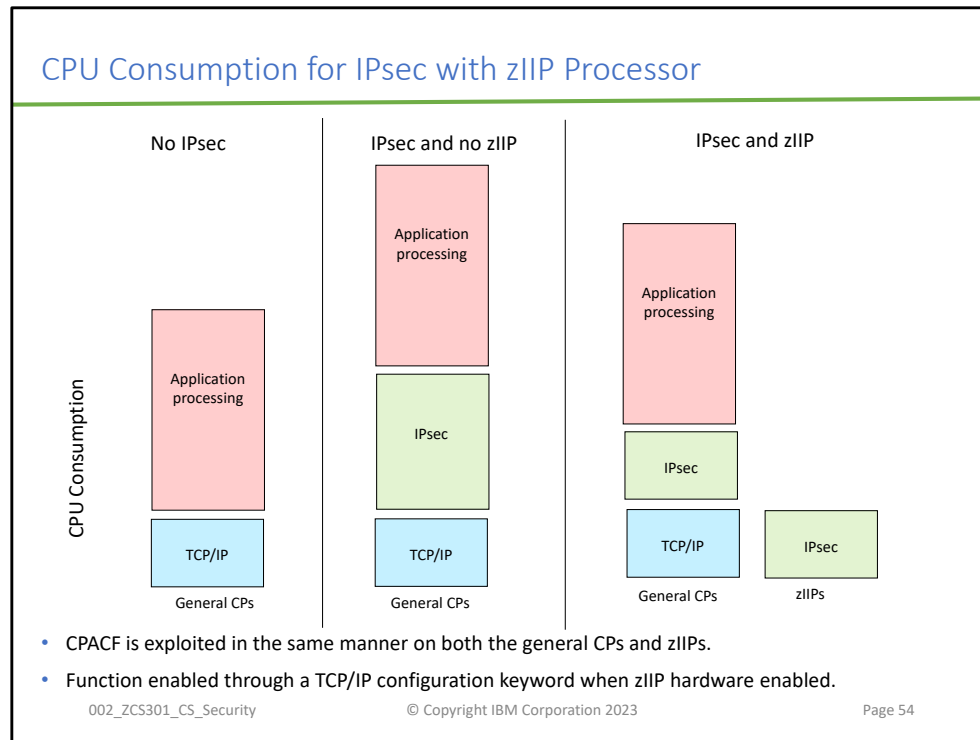 CPU Consumption for IPsec with zIIP Processor
No IPsec
IPsec and no zIIP
IPsec and zIIP
CPU Consumption
Application
processing
TCP/IP
General CPs
Application
processing
IPsec
TCP/IP
General CPs
Application
processing
IPsec
TCP/IP
General CPs
IPsec
zIIPs
• CPACF is exploited in the same manner on both the general CPs and zIIPs.
• Function enabled through a TCP/IP configuration keyword when zIIP hardware enabled.
002_ZCS301_CS_Security
© Copyright IBM Corporation 2023
Page 54